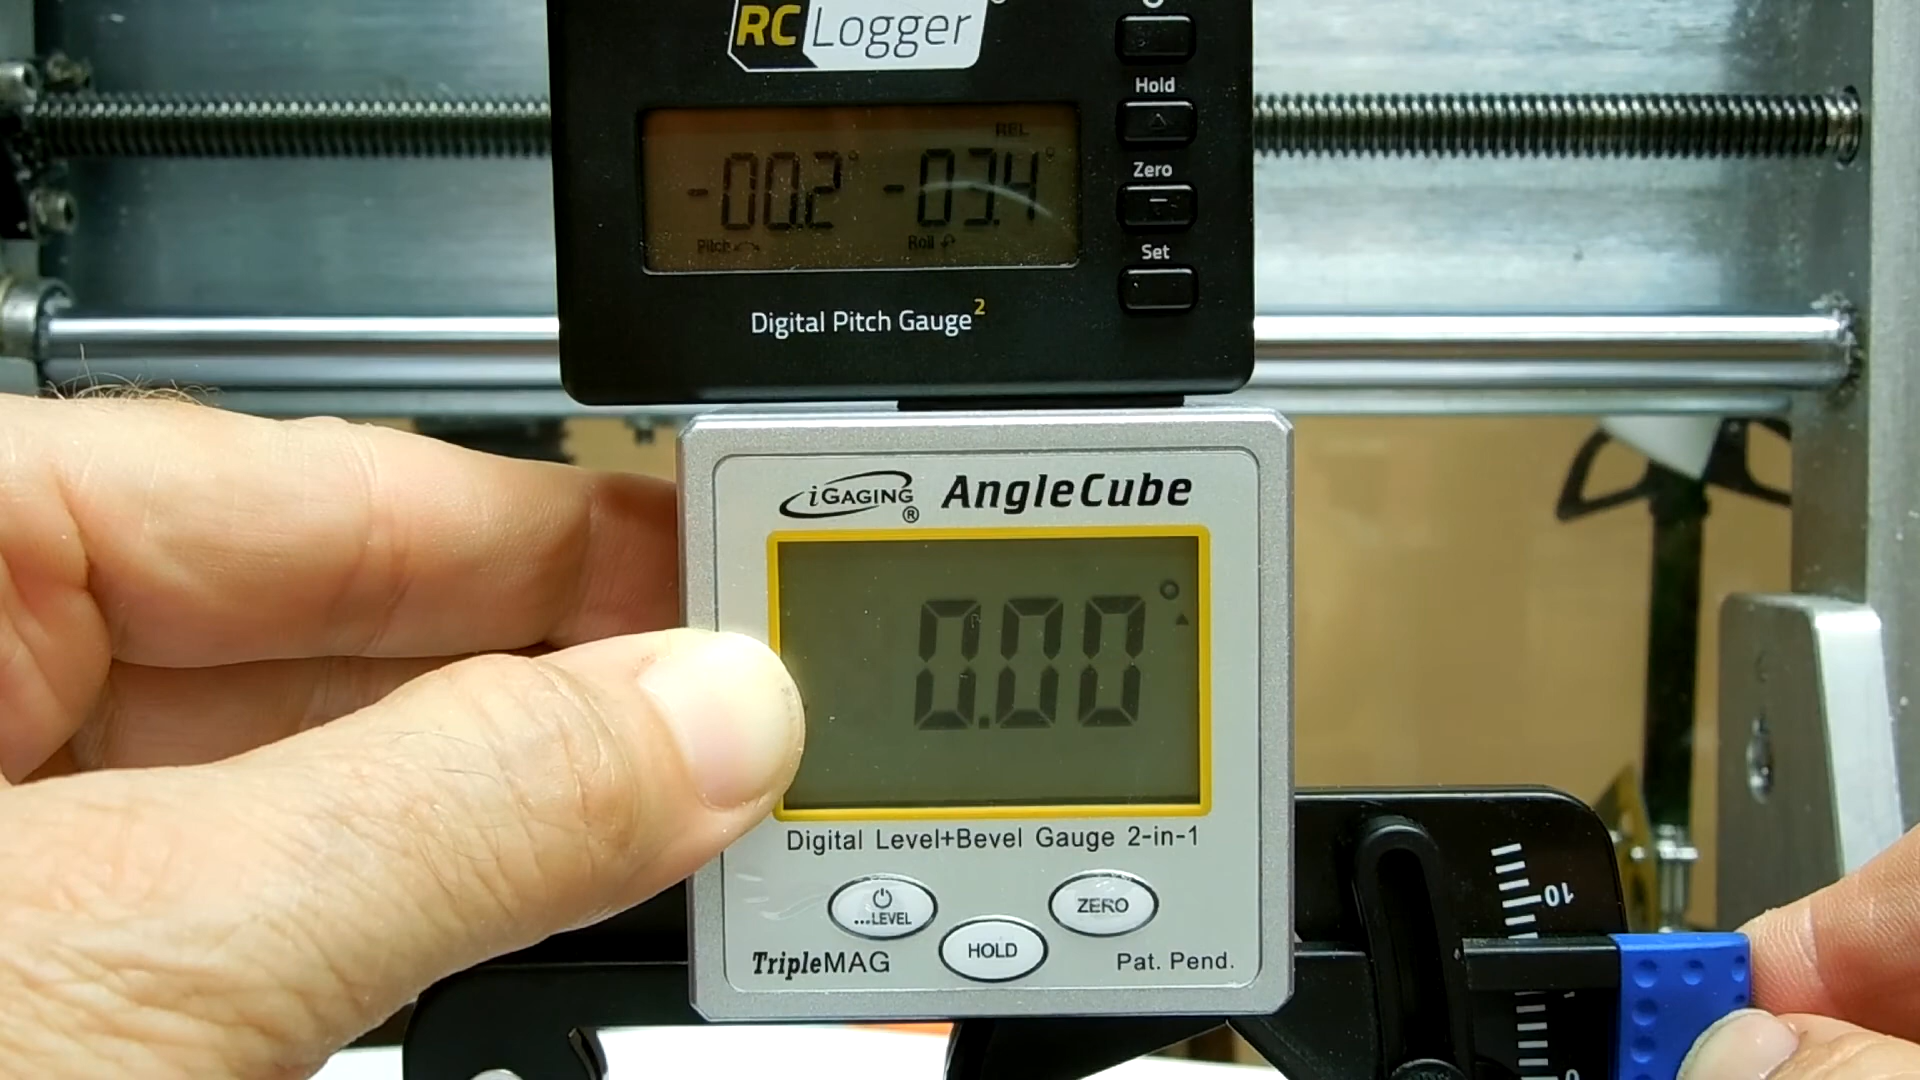 RC Logger
Hold
REL
-00.2° -03.4°
Pitch Roll
Zero
Set
Digital Pitch Gauge²
iGAGING® AngleCube
0.00°
Digital Level+Bevel Gauge 2-in-1
...LEVEL
ZERO
HOLD
TripleMAG
Pat. Pend.
10